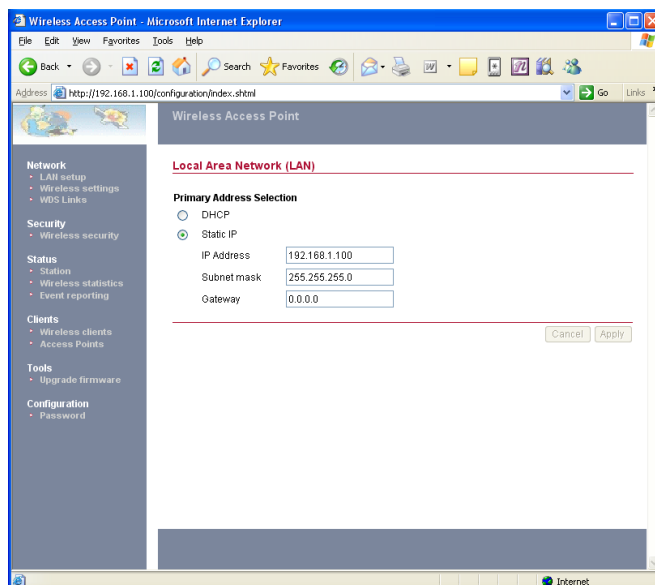 Wireless Access Point - Microsoft Internet Explorer
File Edit View Favorites Tools Help
Back Search Favorites
Address http://192.168.1.100/configuration/index.shtml Go Links
Wireless Access Point
Network
LAN setup
Wireless settings
WDS Links
Security
Wireless security
Status
Station
Wireless statistics
Event reporting
Clients
Wireless clients
Access Points
Tools
Upgrade firmware
Configuration
Password
Local Area Network (LAN)
Primary Address Selection
DHCP
Static IP
IP Address 192.168.1.100
Subnet mask 255.255.255.0
Gateway 0.0.0.0
Cancel Apply
Internet